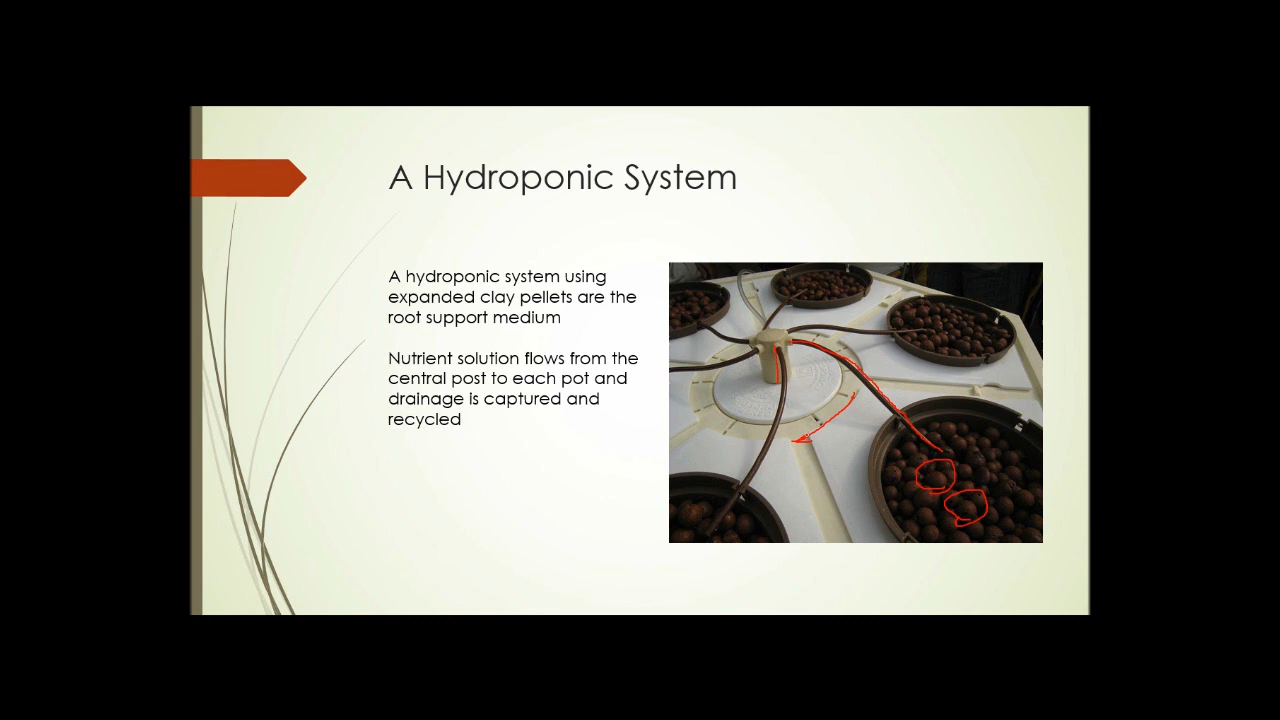 A Hydroponic System
A hydroponic system using
expanded clay pellets are the
root support medium
Nutrient solution flows from the
central post to each pot and
drainage is captured and
recycled